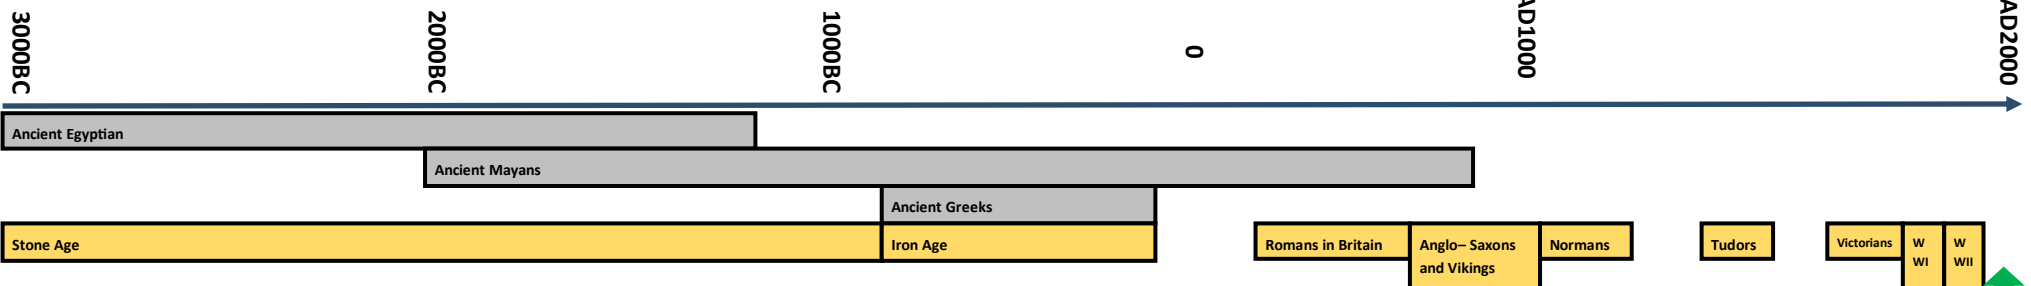 3000BC
2000BC
1000BC
0
AD1000
AD2000
Ancient Egyptian
Ancient Mayans
Ancient Greeks
Stone Age
Iron Age
Romans in Britain
Anglo– Saxons
and Vikings
Normans
Tudors
Victorians
W
WI
W
WII